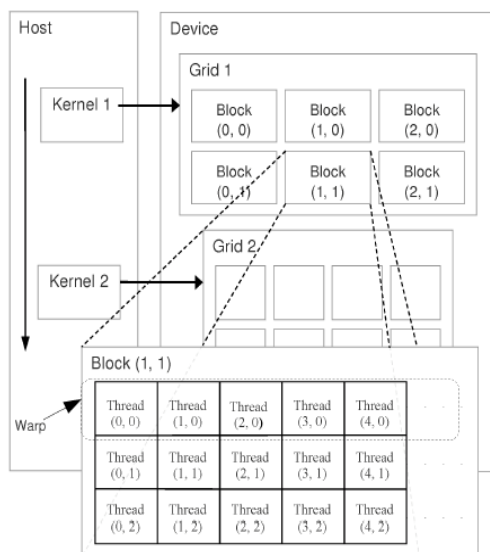 Host
Device
Grid 1
Kernel 1
Block
(0, 0)
Block
(1, 0)
Block
(2, 0)
Block
(0, 1)
Block
(1, 1)
Block
(2, 1)
Grid 2
Kernel 2
Block (1, 1)
Warp
Thread
(0, 0)
Thread
(1, 0)
Thread
(2, 0)
Thread
(3, 0)
Thread
(4, 0)
. . .
Thread
(0, 1)
Thread
(1, 1)
Thread
(2, 1)
Thread
(3, 1)
Thread
(4, 1)
. . .
Thread
(0, 2)
Thread
(1, 2)
Thread
(2, 2)
Thread
(3, 2)
Thread
(4, 2)
. . .